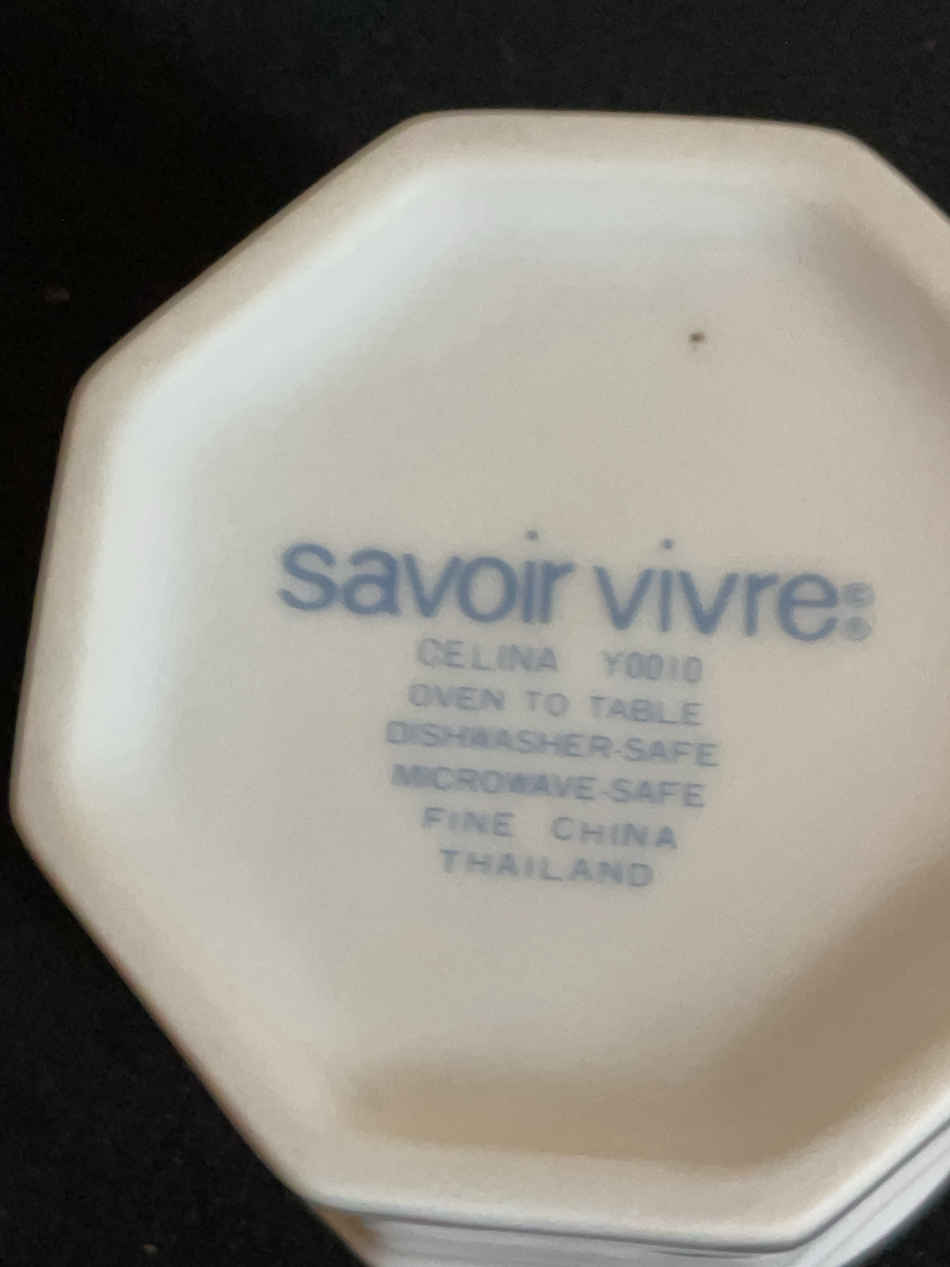 savoir vivre©®
CELINA Y0010
OVEN TO TABLE
DISHWASHER-SAFE
MICROWAVE-SAFE
FINE CHINA
THAILAND